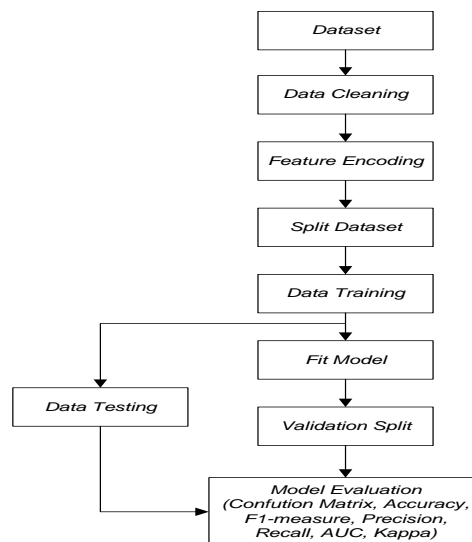 Dataset
Data Cleaning
Feature Encoding
Split Dataset
Data Training
Fit Model
Data Testing
Validation Split
Model Evaluation
(Confution Matrix, Accuracy,
F1-measure, Precision,
Recall, AUC, Kappa)